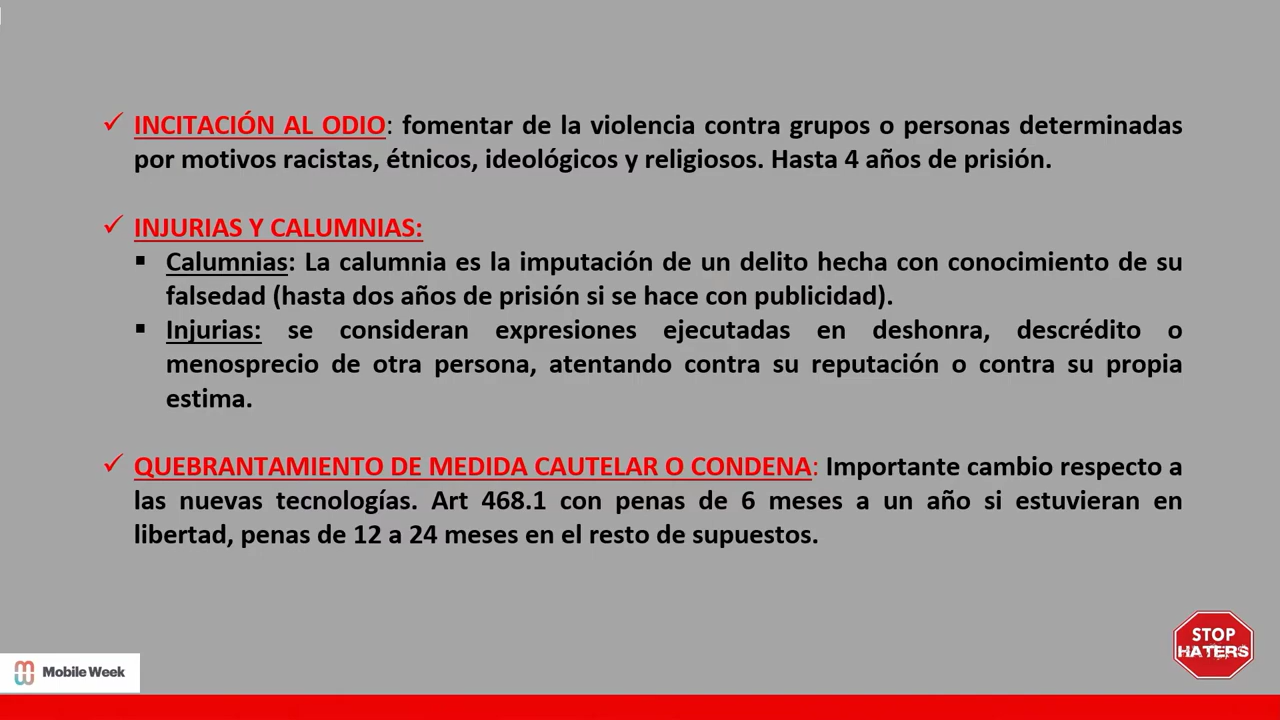 ✓ INCITACIÓN AL ODIO: fomentar de la violencia contra grupos o personas determinadas
por motivos racistas, étnicos, ideológicos y religiosos. Hasta 4 años de prisión.
✓ INJURIAS Y CALUMNIAS:
▪ Calumnias: La calumnia es la imputación de un delito hecha con conocimiento de su
falsedad (hasta dos años de prisión si se hace con publicidad).
▪ Injurias: se consideran expresiones ejecutadas en deshonra, descrédito o
menosprecio de otra persona, atentando contra su reputación o contra su propia
estima.
✓ QUEBRANTAMIENTO DE MEDIDA CAUTELAR O CONDENA: Importante cambio respecto a
las nuevas tecnologías. Art 468.1 con penas de 6 meses a un año si estuvieran en
libertad, penas de 12 a 24 meses en el resto de supuestos.
STOP
HATERS
Mobile Week